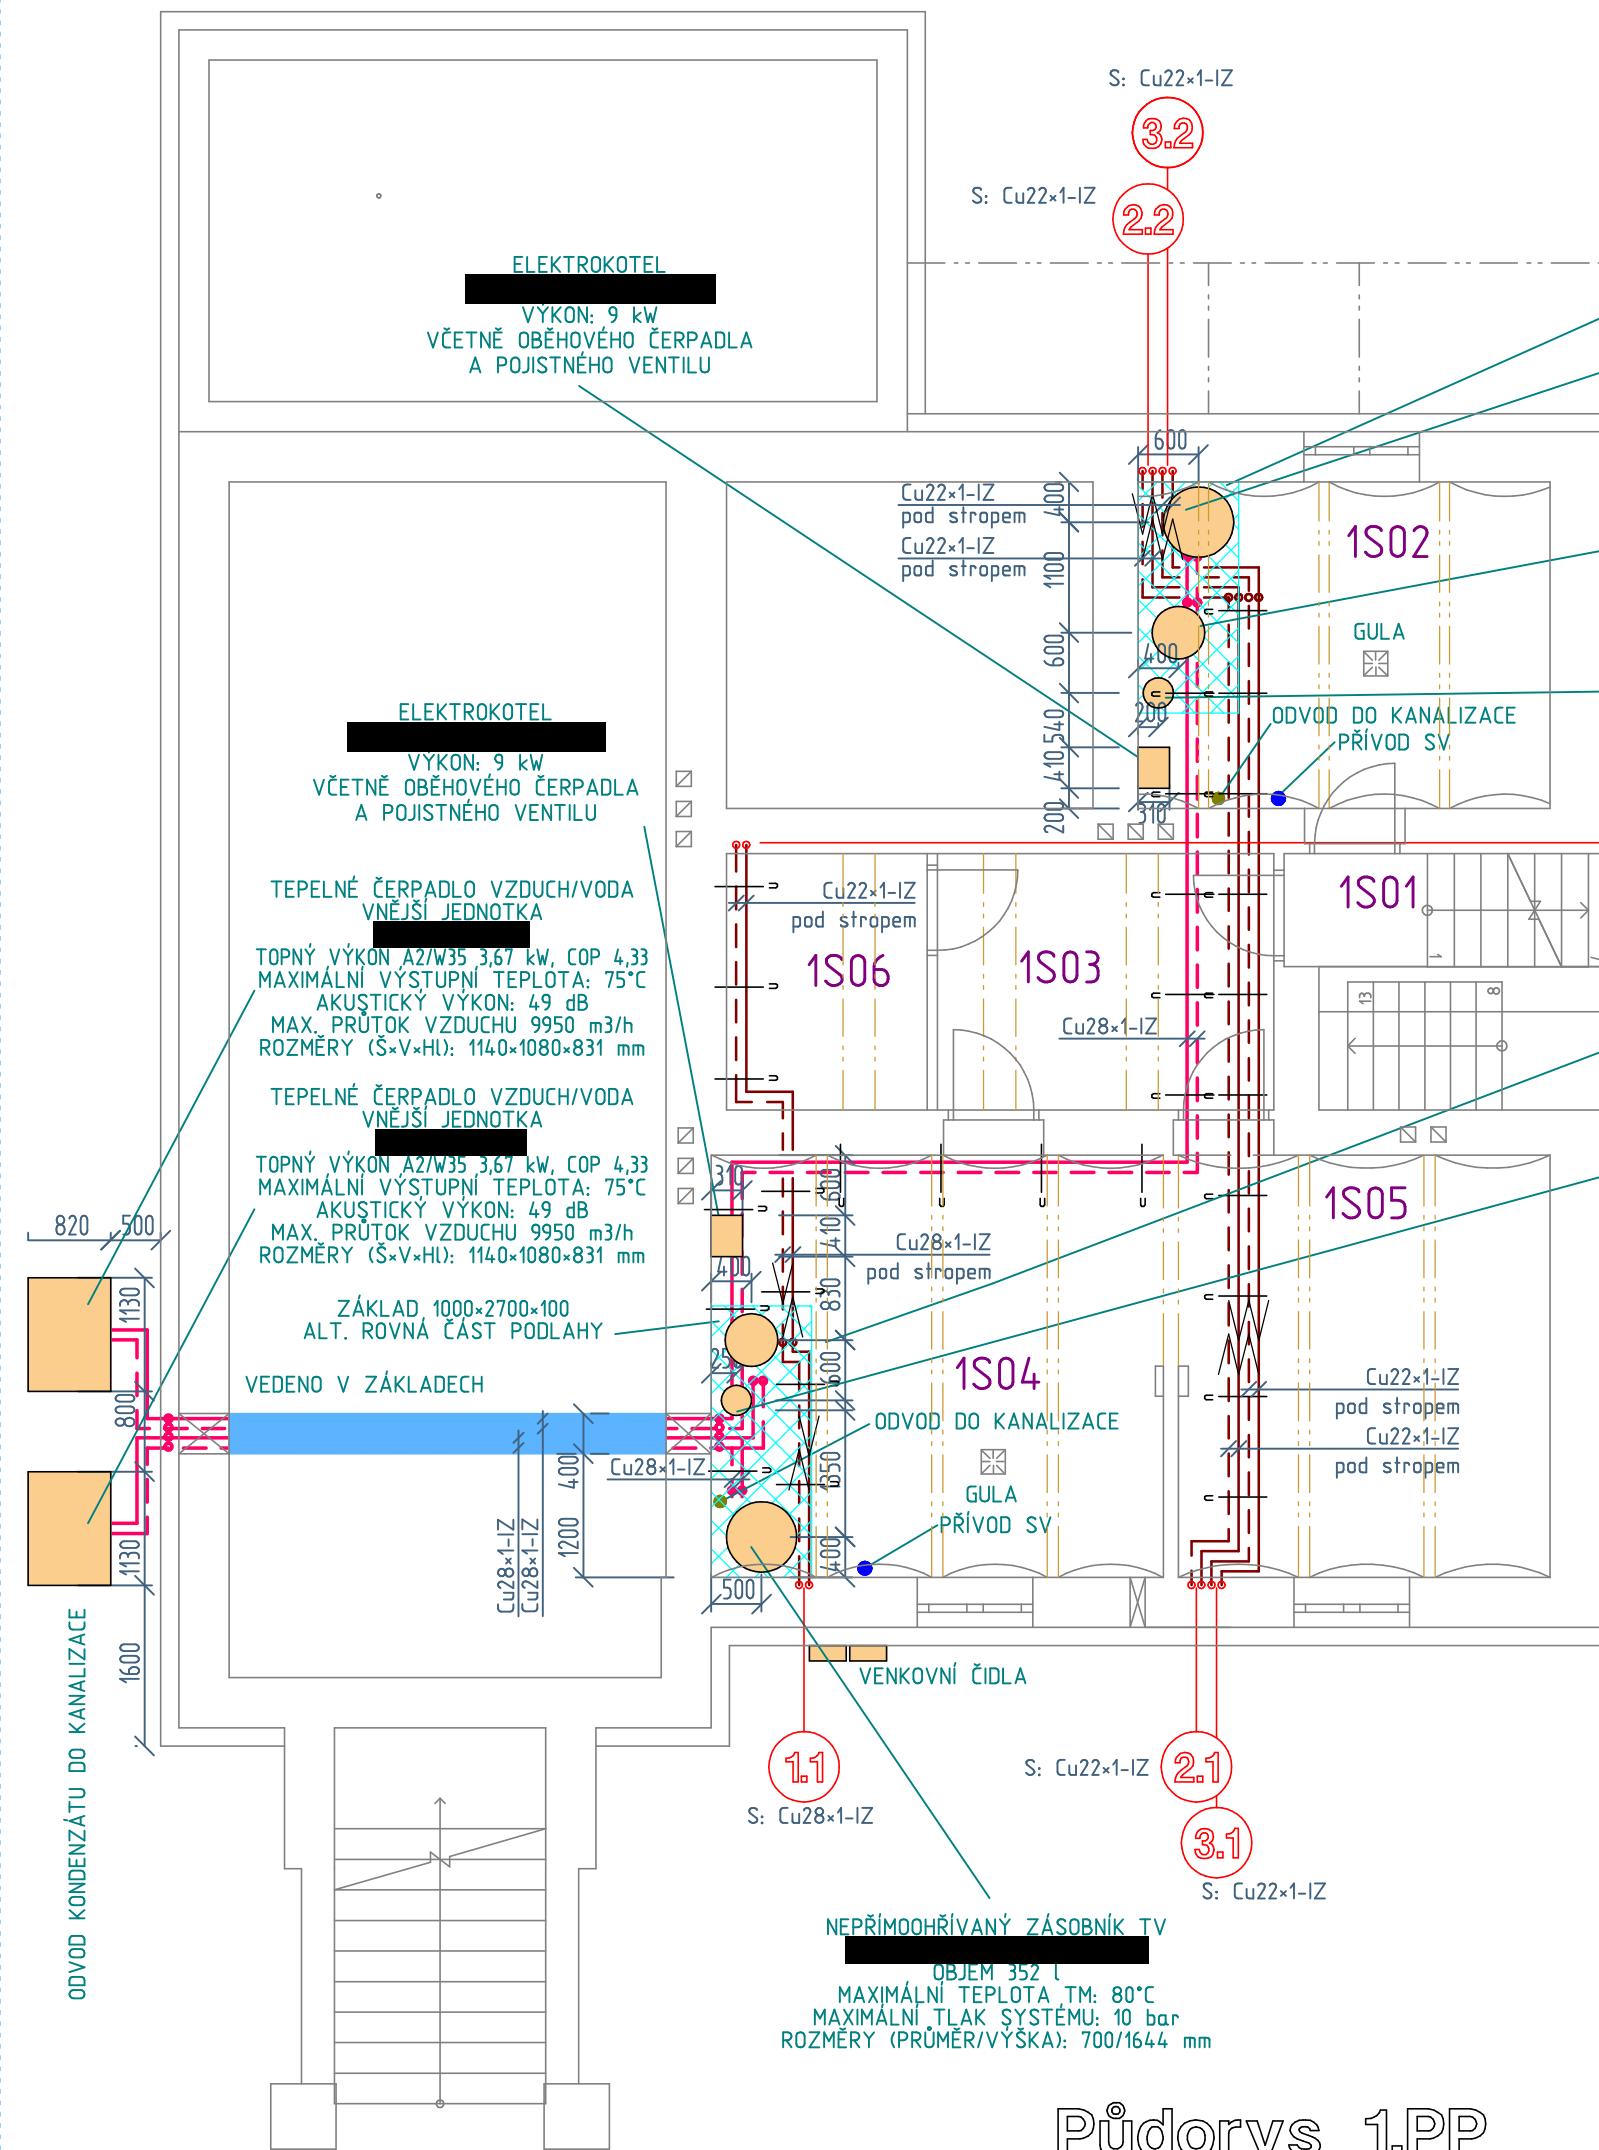 S: Cu22×1-IZ
3.2
S: Cu22×1-IZ
2.2
ELEKTROKOTEL
VÝKON: 9 kW
VČETNĚ OBĚHOVÉHO ČERPADLA
A POJISTNÉHO VENTILU
600
Cu22×1-IZ
pod stropem
400
Cu22×1-IZ
pod stropem
1100
1S02
GULA
600
400
200
540
410
310
200
ODVOD DO KANALIZACE
PŘÍVOD SV
ELEKTROKOTEL
VÝKON: 9 kW
VČETNĚ OBĚHOVÉHO ČERPADLA
A POJISTNÉHO VENTILU
TEPELNÉ ČERPADLO VZDUCH/VODA
VNĚJŠÍ JEDNOTKA
TOPNÝ VÝKON A2/W35 3,67 kW, COP 4,33
MAXIMÁLNÍ VÝSTUPNÍ TEPLOTA: 75°C
AKUSTICKÝ VÝKON: 49 dB
MAX. PRŮTOK VZDUCHU 9950 m3/h
ROZMĚRY (Š×V×Hl): 1140×1080×831 mm
TEPELNÉ ČERPADLO VZDUCH/VODA
VNĚJŠÍ JEDNOTKA
TOPNÝ VÝKON A2/W35 3,67 kW, COP 4,33
MAXIMÁLNÍ VÝSTUPNÍ TEPLOTA: 75°C
AKUSTICKÝ VÝKON: 49 dB
MAX. PRŮTOK VZDUCHU 9950 m3/h
ROZMĚRY (Š×V×Hl): 1140×1080×831 mm
Cu22×1-IZ
pod stropem
1S06
1S03
1S01
1
13
8
Cu28×1-IZ
820
500
1130
800
1130
1600
ZÁKLAD 1000×2700×100
ALT. ROVNÁ ČÁST PODLAHY
VEDENO V ZÁKLADECH
310
600
410
Cu28×1-IZ
pod stropem
400
830
250
600
1S04
1S05
ODVOD DO KANALIZACE
Cu28×1-IZ
400
1200
Cu28×1-IZ
Cu28×1-IZ
GULA
PŘÍVOD SV
400
500
Cu22×1-IZ
pod stropem
Cu22×1-IZ
pod stropem
VENKOVNÍ ČIDLA
ODVOD KONDENZÁTU DO KANALIZACE
1.1
S: Cu28×1-IZ
S: Cu22×1-IZ
2.1
3.1
S: Cu22×1-IZ
NEPŘÍMOOHŘÍVANÝ ZÁSOBNÍK TV
OBJEM 352 l
MAXIMÁLNÍ TEPLOTA TM: 80°C
MAXIMÁLNÍ TLAK SYSTÉMU: 10 bar
ROZMĚRY (PRŮMĚR/VÝŠKA): 700/1644 mm
Půdorys 1.PP